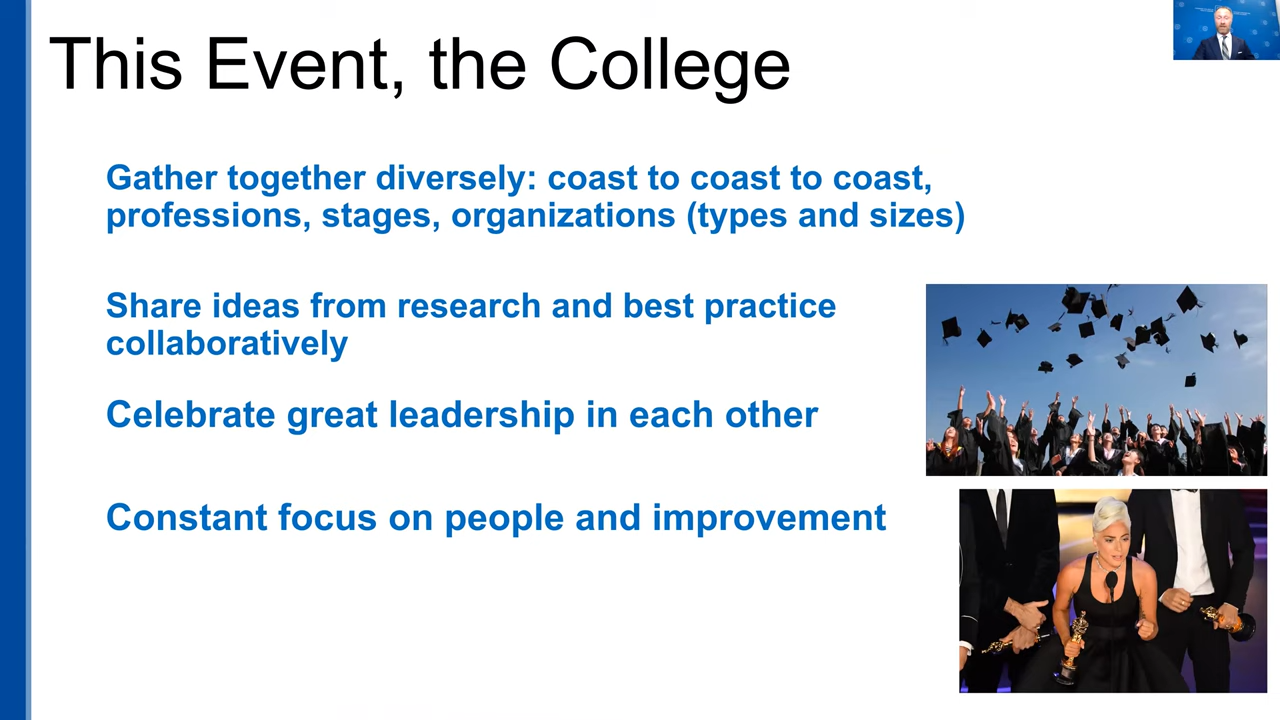 This Event, the College
Gather together diversely: coast to coast to coast,
professions, stages, organizations (types and sizes)
Share ideas from research and best practice
collaboratively
Celebrate great leadership in each other
Constant focus on people and improvement